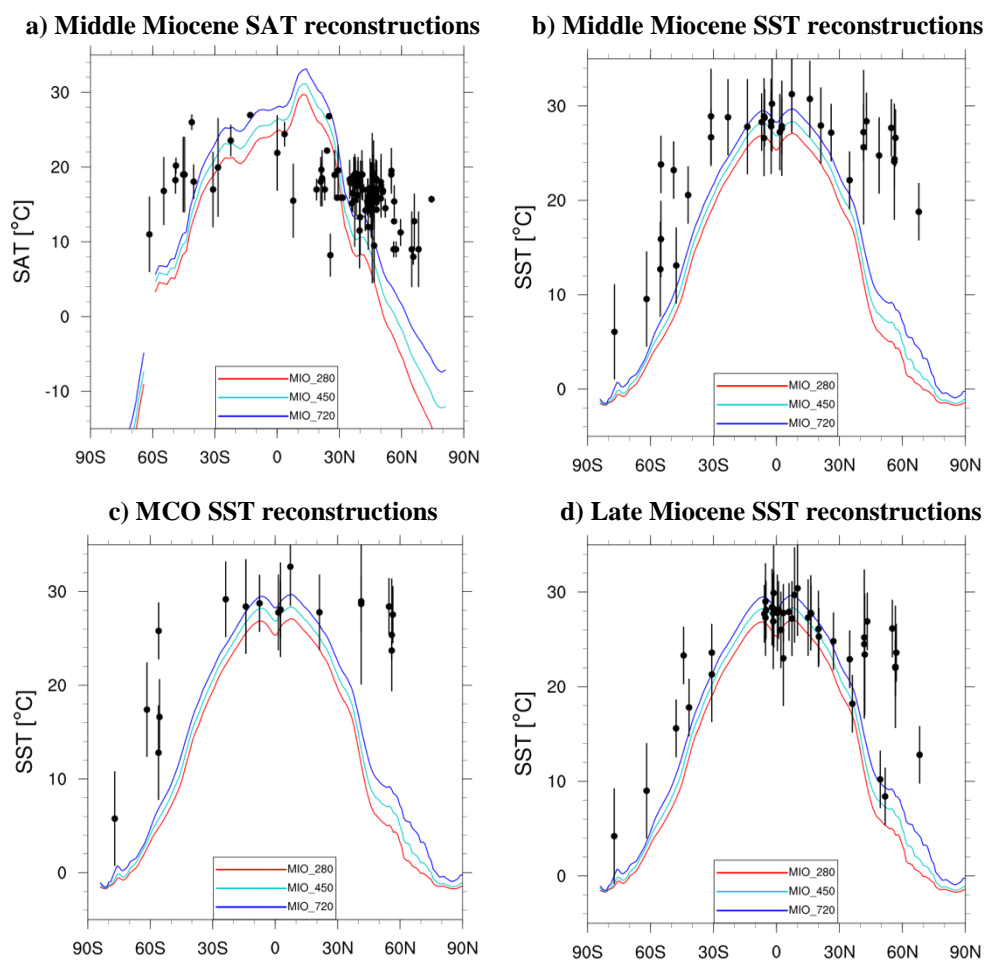 a) Middle Miocene SAT reconstructions
SAT [°C]
30
20
10
0
-10
MIO_280
MIO_450
MIO_720
90S 60S 30S 0 30N 60N 90N
b) Middle Miocene SST reconstructions
SST [°C]
30
20
10
0
MIO_280
MIO_450
MIO_720
90S 60S 30S 0 30N 60N 90N
c) MCO SST reconstructions
SST [°C]
30
20
10
0
MIO_280
MIO_450
MIO_720
90S 60S 30S 0 30N 60N 90N
d) Late Miocene SST reconstructions
SST [°C]
30
20
10
0
MIO_280
MIO_450
MIO_720
90S 60S 30S 0 30N 60N 90N